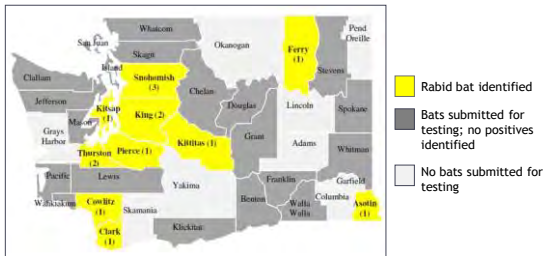 Whatcom
San Juan
Island
Skagit
Okanogan
Ferry
(1)
Pend
Oreille
Stevens
Clallam
Snohomish
(3)
Chelan
Jefferson
Kitsap
(1)
King (2)
Douglas
Lincoln
Spokane
Mason
Grays
Harbor
Kittitas (1)
Grant
Adams
Whitman
Thurston
(2)
Pierce (1)
Pacific
Lewis
Yakima
Franklin
Garfield
Wahkiakum
Cowlitz
(1)
Skamania
Benton
Walla
Walla
Columbia
Asotin
(1)
Clark
(1)
Klickitat
Rabid bat identified
Bats submitted for
testing; no positives
identified
No bats submitted for
testing